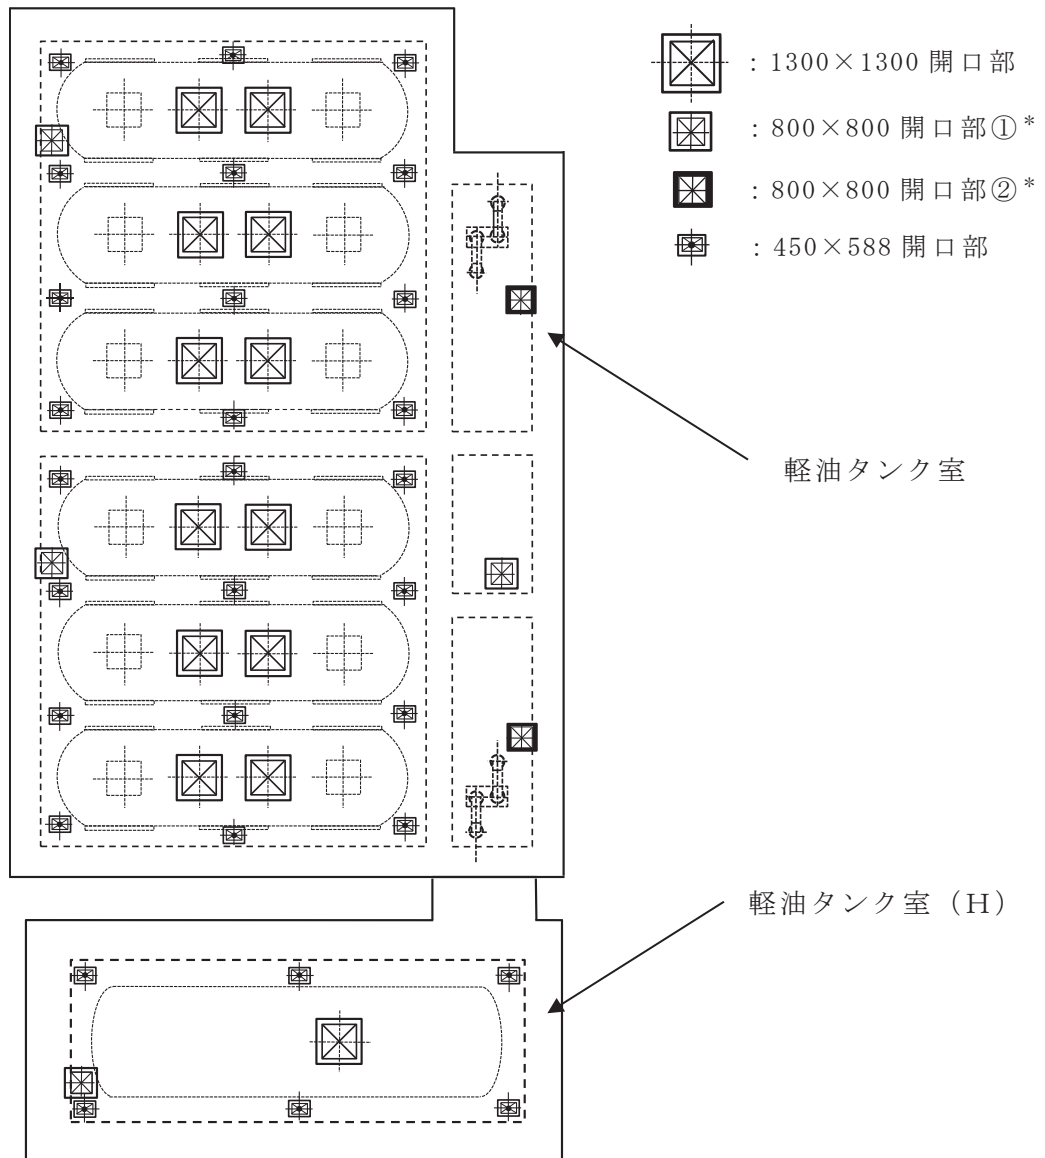 ：1300×1300 開口部
：800×800 開口部①*
：800×800 開口部②*
：450×588 開口部
軽油タンク室
軽油タンク室（H）